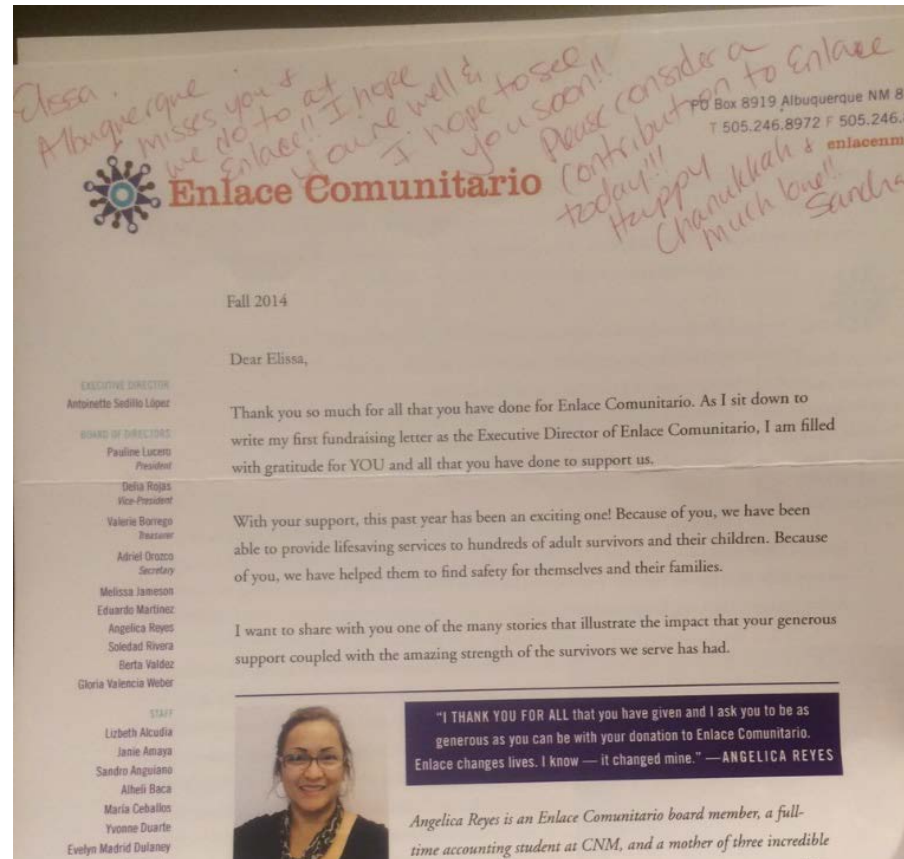 Elissa.
Albuquerque
misses you &
we do to at
Enlace!! I hope
you're well &
I hope to see
you soon!!
Please consider a
contribution to Enlace
today!!!
Happy
Chanukkah &
much love!!
Sandra
PO Box 8919 Albuquerque NM 8
T 505.246.8972 F 505.246.
enlacenm
Enlace Comunitario
Fall 2014
Dear Elissa,
Thank you so much for all that you have done for Enlace Comunitario. As I sit down to
write my first fundraising letter as the Executive Director of Enlace Comunitario, I am filled
with gratitude for YOU and all that you have done to support us.
With your support, this past year has been an exciting one! Because of you, we have been
able to provide lifesaving services to hundreds of adult survivors and their children. Because
of you, we have helped them to find safety for themselves and their families.
I want to share with you one of the many stories that illustrate the impact that your generous
support coupled with the amazing strength of the survivors we serve has had.
EXECUTIVE DIRECTOR
Antoinette Sedillo López
BOARD OF DIRECTORS
Pauline Lucero
President
Delia Rojas
Vice-President
Valerie Borrego
Treasurer
Adriel Orozco
Secretary
Melissa Jameson
Eduardo Martinez
Angelica Reyes
Soledad Rivera
Berta Valdez
Gloria Valencia Weber
STAFF
Lizbeth Alcudia
Janie Amaya
Sandro Anguiano
Alheli Baca
María Ceballos
Yvonne Duarte
Evelyn Madrid Dulaney
"I THANK YOU FOR ALL that you have given and I ask you to be as
generous as you can be with your donation to Enlace Comunitario.
Enlace changes lives. I know — it changed mine." —ANGELICA REYES
Angelica Reyes is an Enlace Comunitario board member, a full-
time accounting student at CNM, and a mother of three incredible